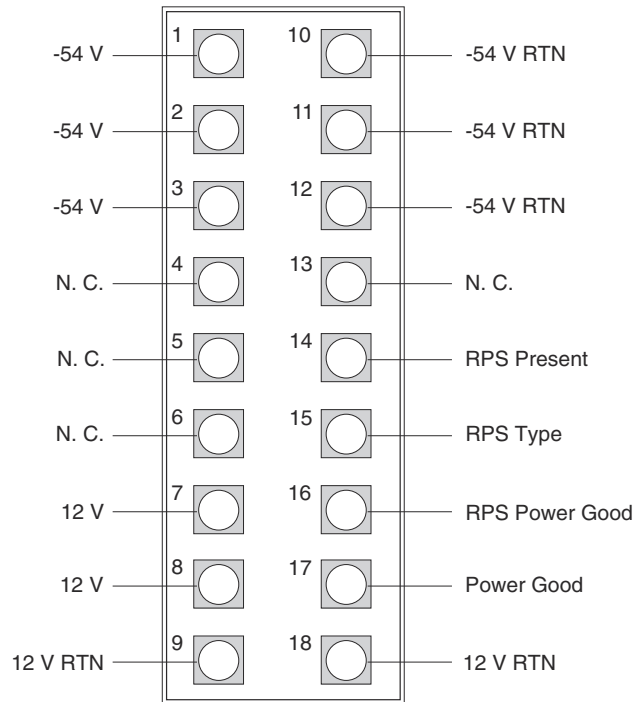 -54 V 1 10 -54 V RTN
-54 V 2 11 -54 V RTN
-54 V 3 12 -54 V RTN
N. C. 4 13 N. C.
N. C. 5 14 RPS Present
N. C. 6 15 RPS Type
12 V 7 16 RPS Power Good
12 V 8 17 Power Good
12 V RTN 9 18 12 V RTN